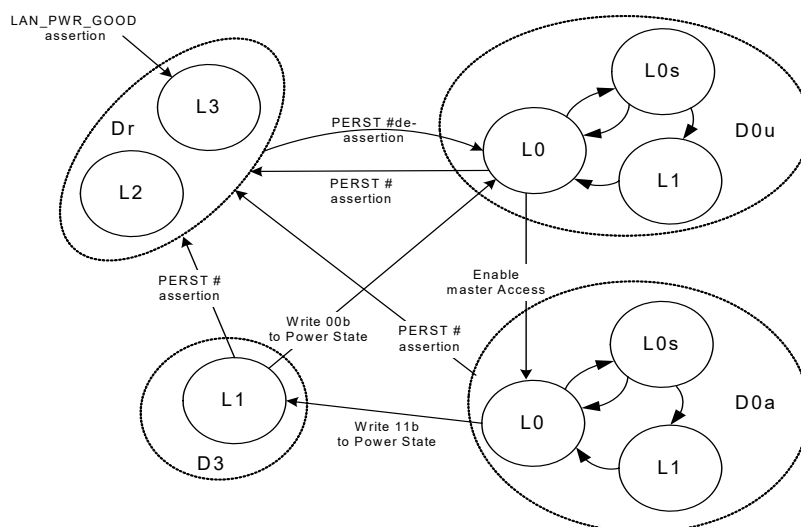 LAN_PWR_GOOD
assertion
L3
Dr
L2
PERST #de-
assertion
PERST #
assertion
L0s
L0
D0u
L1
PERST #
assertion
Write 00b
to Power State
PERST #
assertion
Enable
master Access
L0s
L1
D3
Write 11b
to Power State
L0
D0a
L1